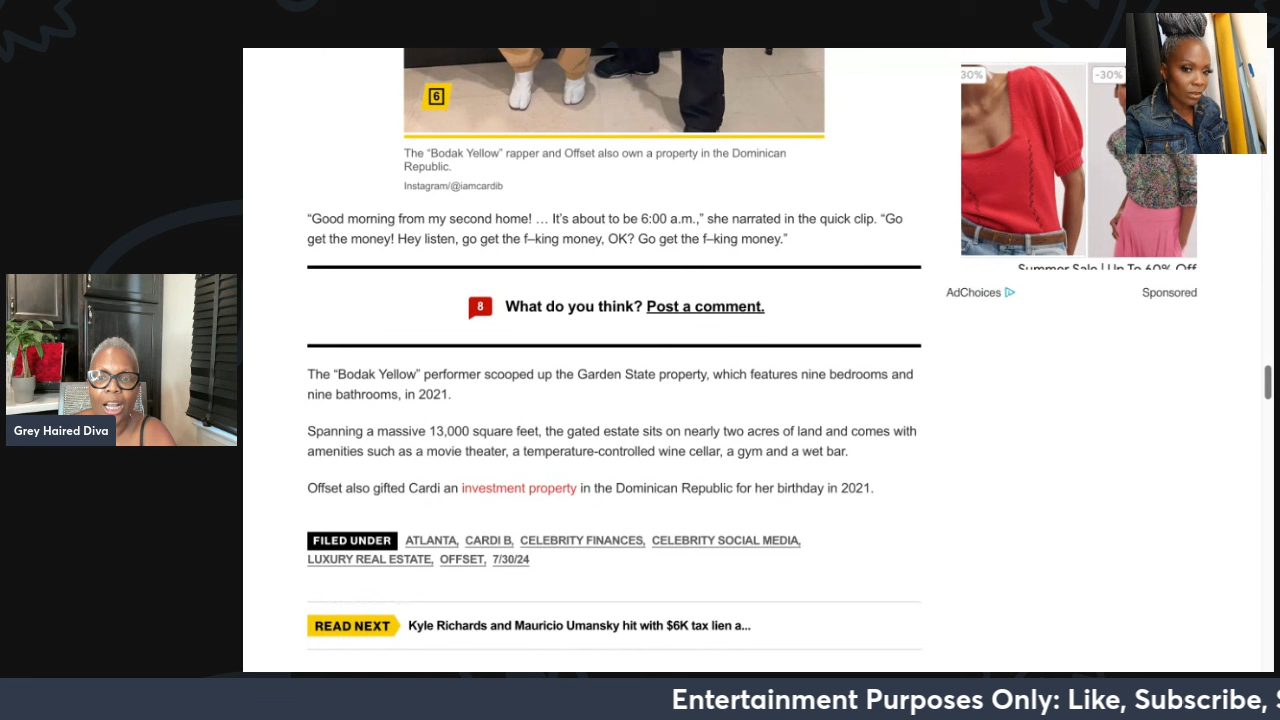 30%
-30%
6
The “Bodak Yellow” rapper and Offset also own a property in the Dominican
Republic.
Instagram/@iamcardib
“Good morning from my second home! … It’s about to be 6:00 a.m.,” she narrated in the quick clip. “Go
get the money! Hey listen, go get the f–king money, OK? Go get the f–king money.”
Summer Sale | Up To 60% Off
AdChoices
Sponsored
8 What do you think? Post a comment.
The “Bodak Yellow” performer scooped up the Garden State property, which features nine bedrooms and
nine bathrooms, in 2021.
Spanning a massive 13,000 square feet, the gated estate sits on nearly two acres of land and comes with
amenities such as a movie theater, a temperature-controlled wine cellar, a gym and a wet bar.
Grey Haired Diva
Offset also gifted Cardi an investment property in the Dominican Republic for her birthday in 2021.
FILED UNDER ATLANTA, CARDI B, CELEBRITY FINANCES, CELEBRITY SOCIAL MEDIA,
LUXURY REAL ESTATE, OFFSET, 7/30/24
READ NEXT Kyle Richards and Mauricio Umansky hit with $6K tax lien a...
Entertainment Purposes Only: Like, Subscribe, S